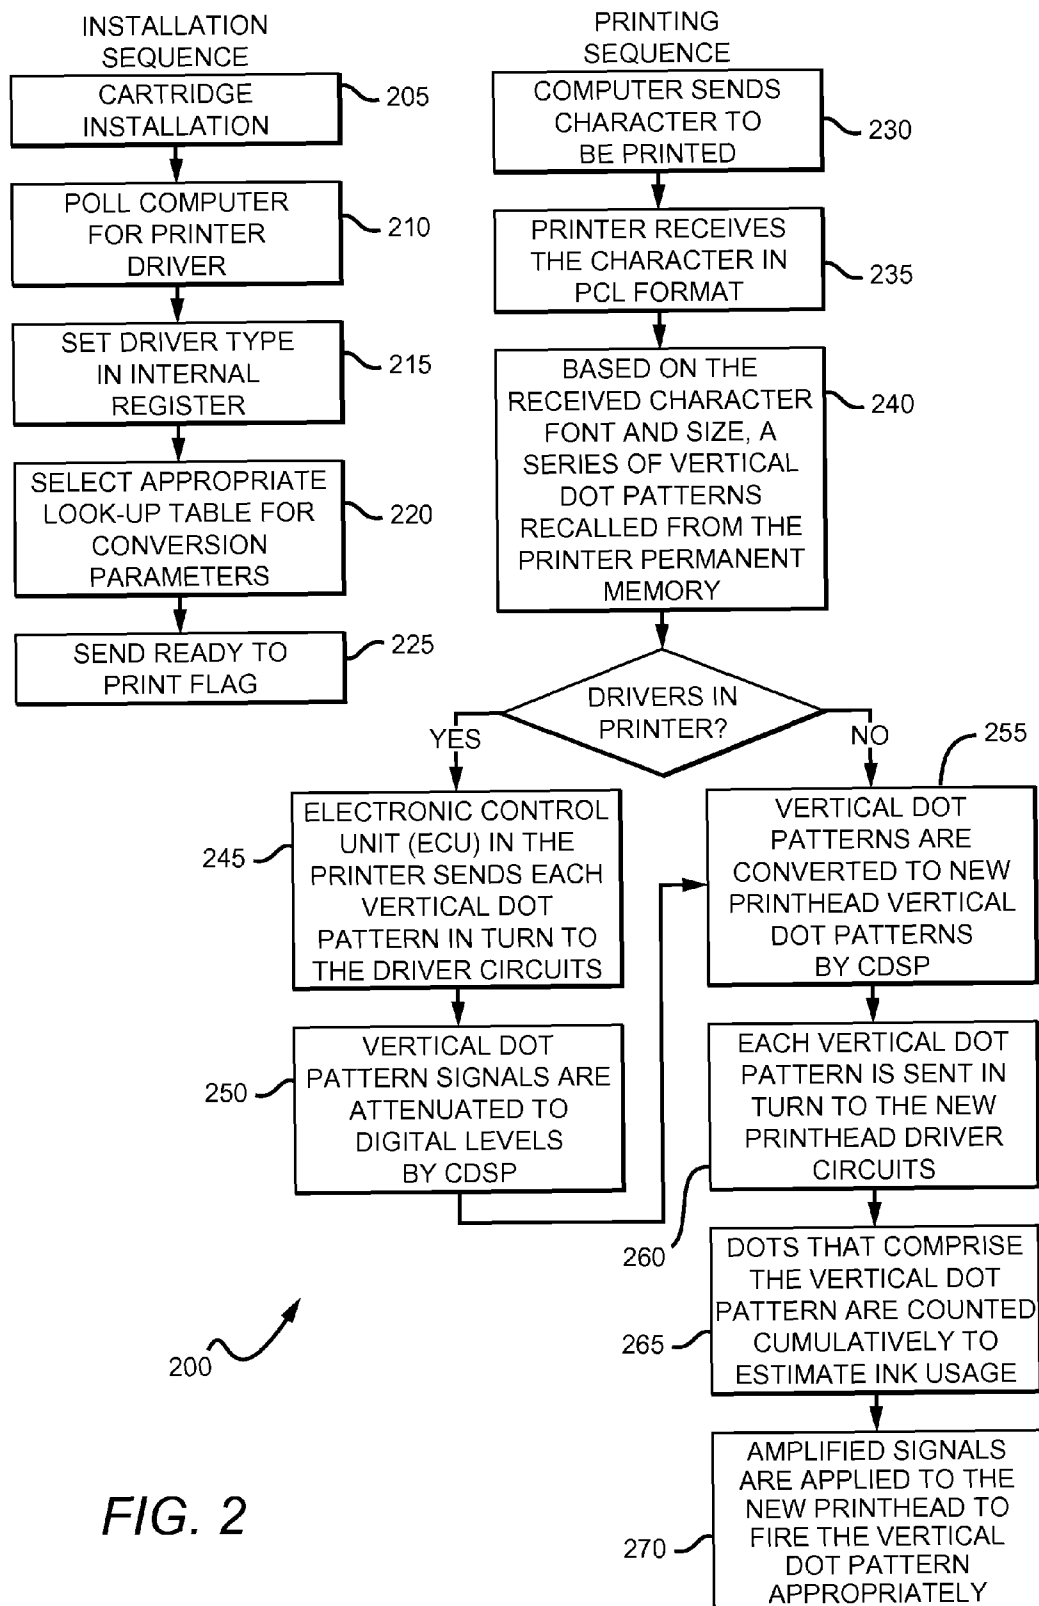 INSTALLATION
SEQUENCE
CARTRIDGE
INSTALLATION
205
POLL COMPUTER
FOR PRINTER
DRIVER
210
SET DRIVER TYPE
IN INTERNAL
REGISTER
215
SELECT APPROPRIATE
LOOK-UP TABLE FOR
CONVERSION
PARAMETERS
220
SEND READY TO
PRINT FLAG
225
PRINTING
SEQUENCE
COMPUTER SENDS
CHARACTER TO
BE PRINTED
230
PRINTER RECEIVES
THE CHARACTER IN
PCL FORMAT
235
BASED ON THE
RECEIVED CHARACTER
FONT AND SIZE, A
SERIES OF VERTICAL
DOT PATTERNS
RECALLED FROM THE
PRINTER PERMANENT
MEMORY
240
DRIVERS IN
PRINTER?
YES
NO
ELECTRONIC CONTROL
UNIT (ECU) IN THE
PRINTER SENDS EACH
VERTICAL DOT
PATTERN IN TURN TO
THE DRIVER CIRCUITS
245
VERTICAL DOT
PATTERN SIGNALS ARE
ATTENUATED TO
DIGITAL LEVELS
BY CDSP
250
VERTICAL DOT
PATTERNS ARE
CONVERTED TO NEW
PRINTHEAD VERTICAL
DOT PATTERNS
BY CDSP
255
EACH VERTICAL DOT
PATTERN IS SENT IN
TURN TO THE NEW
PRINTHEAD DRIVER
CIRCUITS
260
DOTS THAT COMPRISE
THE VERTICAL DOT
PATTERN ARE COUNTED
CUMULATIVELY TO
ESTIMATE INK USAGE
265
AMPLIFIED SIGNALS
ARE APPLIED TO THE
NEW PRINTHEAD TO
FIRE THE VERTICAL
DOT PATTERN
APPROPRIATELY
270
200
FIG. 2